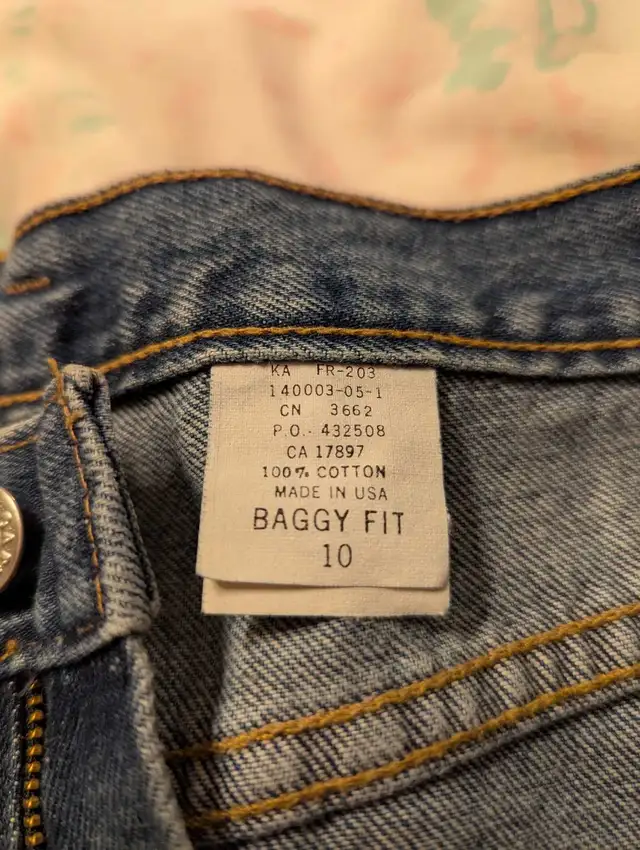 KA FR-203
140003-05-1
CN 3662
P.O. 432508
CA 17897
100% COTTON
MADE IN USA
BAGGY FIT
10